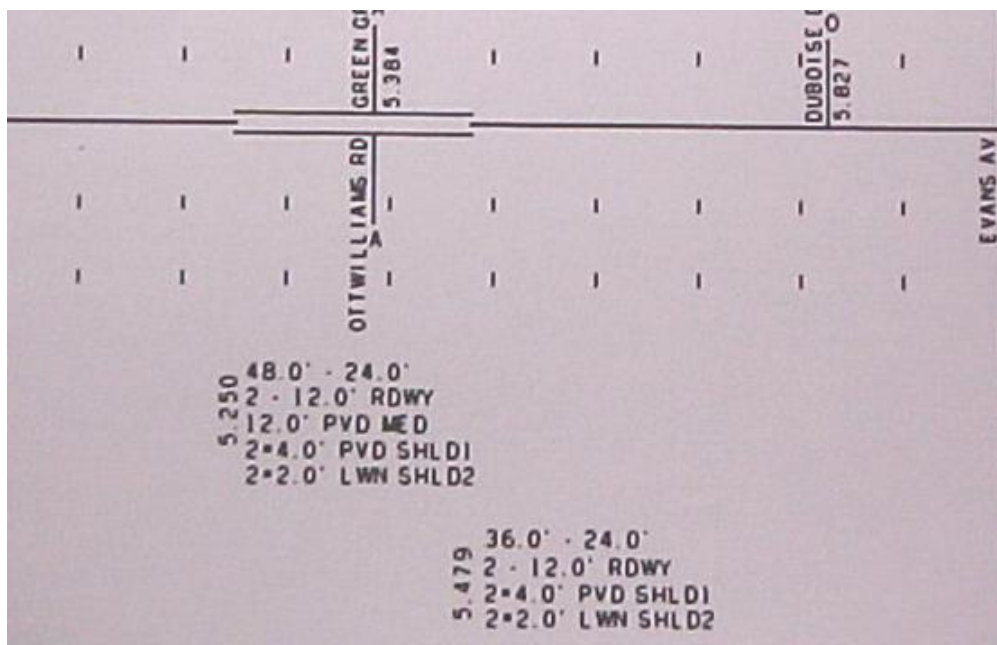 GREEN
5.384
DUBOISE
5.827
O
OTTWILLIAMS RD
A
EVANS AV
5.250
48.0' - 24.0'
2 - 12.0' RDWY
12.0' PVD MED
2=4.0' PVD SHLD1
2=2.0' LWN SHLD2
5.479
36.0' - 24.0'
2 - 12.0' RDWY
2=4.0' PVD SHLD1
2=2.0' LWN SHLD2